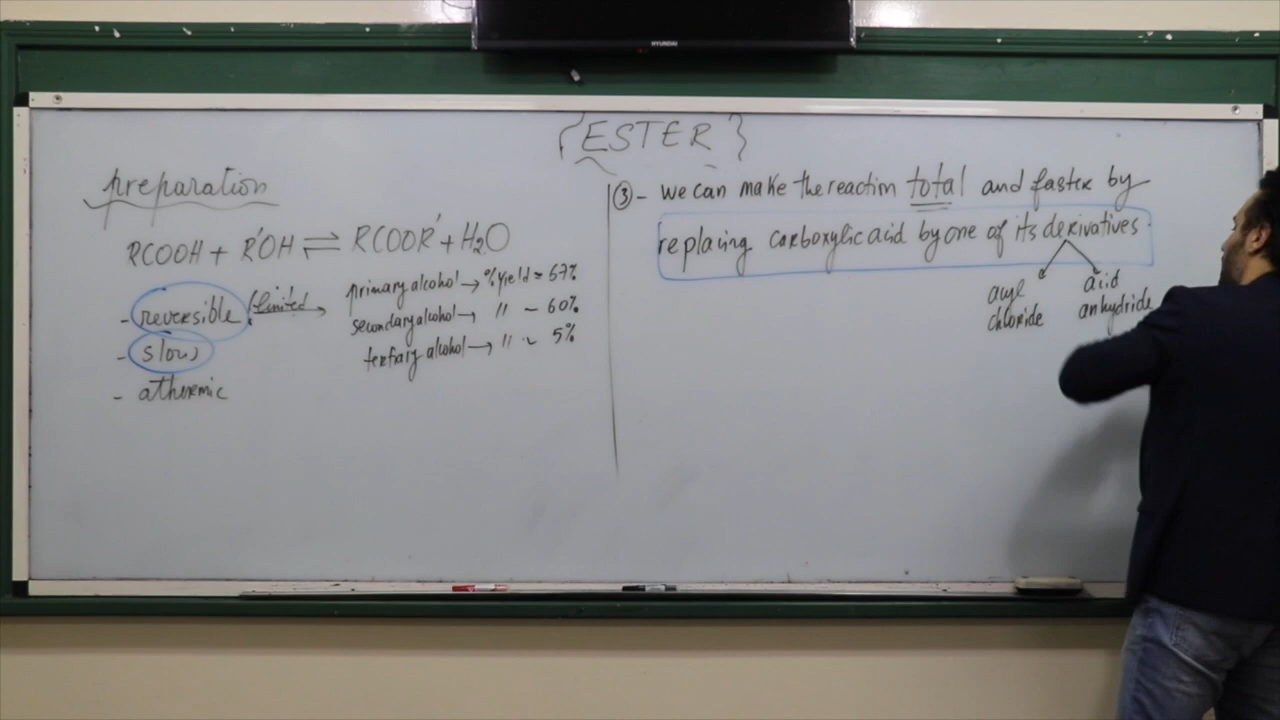 HYUNDAI
{ESTER}
preparation
RCOOH + R'OH ⇌ RCOOR' + H₂O
- reversible (limited →
primary alcohol → % yield = 67%
secondary alcohol → " ~ 60%
tertiary alcohol → " ~ 5%
- slow
- athermic
③ - we can make the reaction total and faster by
replacing carboxylic acid by one of its derivatives.
acyl
chloride
acid
anhydride